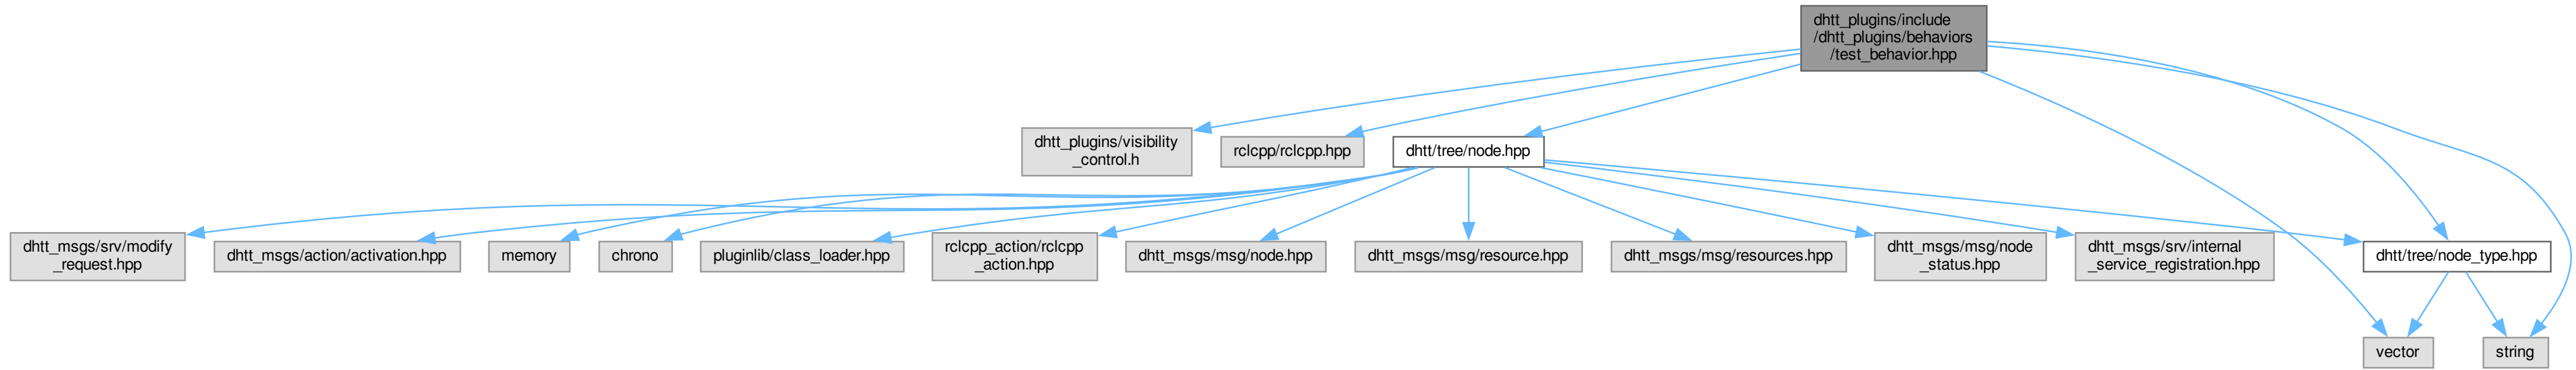 dhtt_plugins/include
/dhtt_plugins/behaviors
/test_behavior.hpp
dhtt_plugins/visibility
_control.h
rclcpp/rclcpp.hpp
dhtt/tree/node.hpp
dhtt_msgs/srv/modify
_request.hpp
dhtt_msgs/action/activation.hpp
memory
chrono
pluginlib/class_loader.hpp
rclcpp_action/rclcpp
_action.hpp
dhtt_msgs/msg/node.hpp
dhtt_msgs/msg/resource.hpp
dhtt_msgs/msg/resources.hpp
dhtt_msgs/msg/node
_status.hpp
dhtt_msgs/srv/internal
_service_registration.hpp
dhtt/tree/node_type.hpp
vector
string